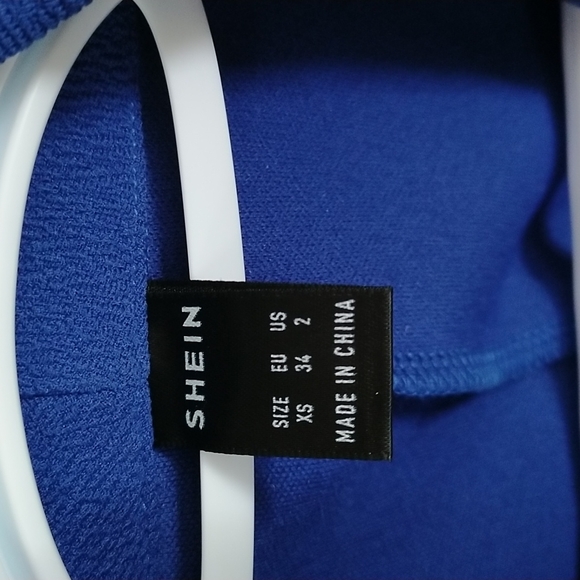 SHEIN
SIZE EU US
XS 34 2
MADE IN CHINA